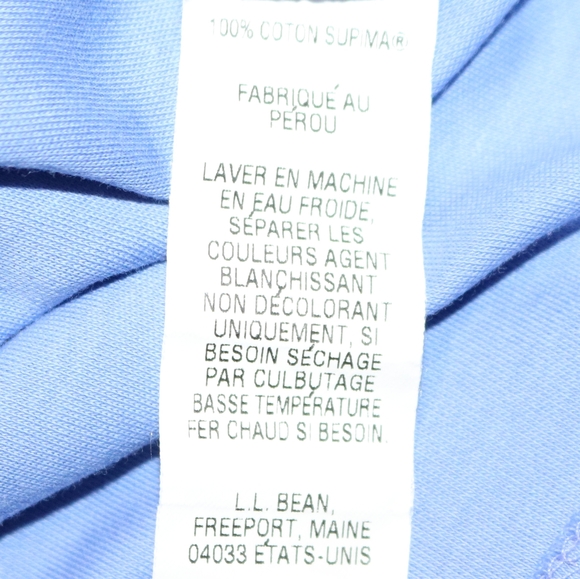 100% COTON SUPIMA®
FABRIQUÉ AU
PÉROU
LAVER EN MACHINE
EN EAU FROIDE,
SÉPARER LES
COULEURS AGENT
BLANCHISSANT
NON DÉCOLORANT
UNIQUEMENT, SI
BESOIN SÉCHAGE
PAR CULBUTAGE
BASSE TEMPÉRATURE
FER CHAUD SI BESOIN.
L.L. BEAN,
FREEPORT, MAINE
04033 ÉTATS-UNIS